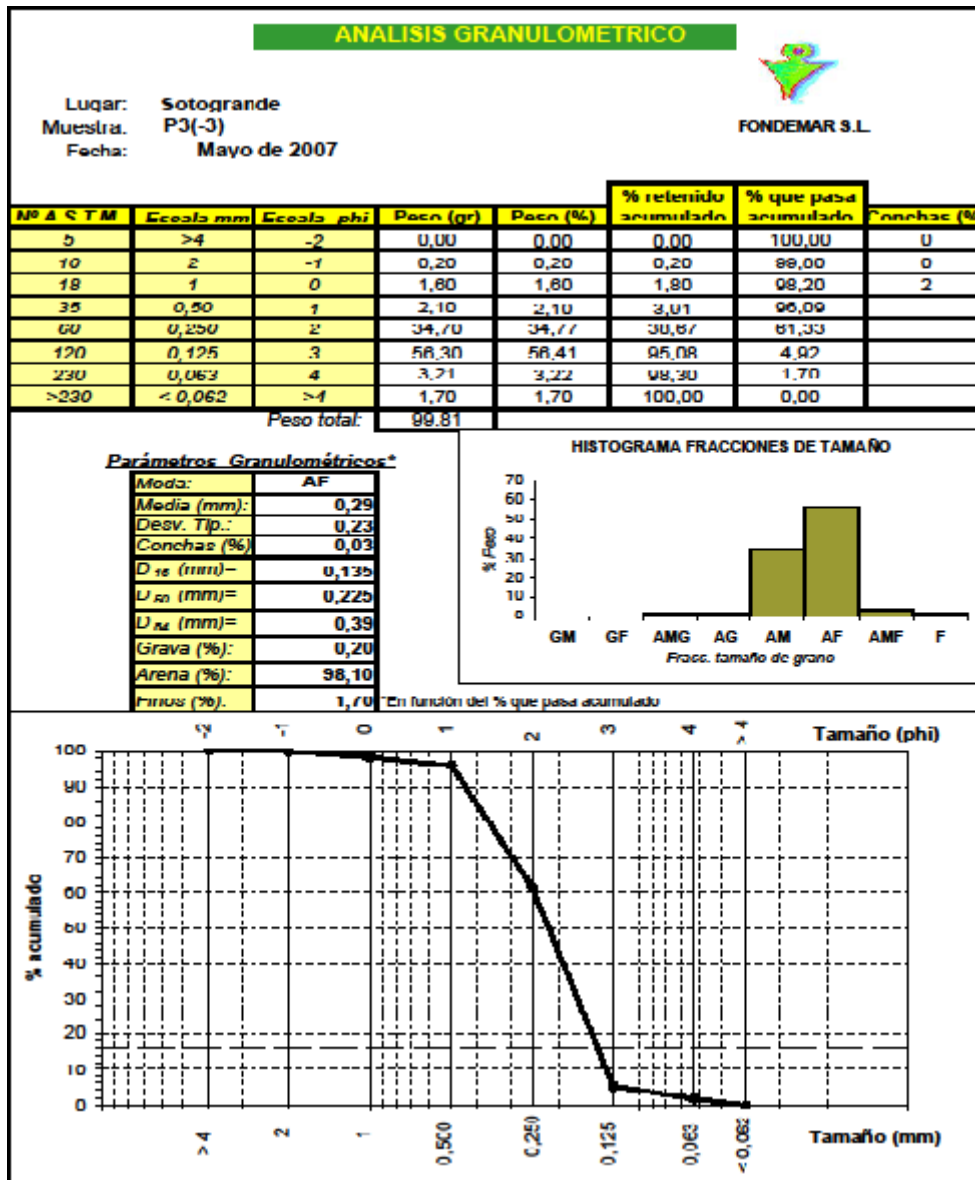 ANALISIS GRANULOMETRICO
Lugar: Sotogrande
Muestra: P3(-3)
Fecha: Mayo de 2007
FONDEMAR S.L.
Nº A.S.T.M. Escala mm Escala phi Peso (gr) Peso (%) % retenido acumulado % que pasa acumulado Conchas (%
5 >4 -2 0,00 0,00 0,00 100,00 0
10 2 -1 0,20 0,20 0,20 0
18 1 0 1,60 1,60 1,80 98,20 2
35 0,50 1 2,10 2,10 96,09
60 0,250 2 34,70 34,77 61,33
120 0,125 3 56,30 56,41 95,08 4,92
230 0,063 4 3,21 3,22 98,30 1,70
>230 < 0,062 >4 1,70 1,70 100,00 0,00
Peso total: 99.81
Parámetros Granulométricos*
Moda: AF
Media (mm): 0,29
Desv. Tip.: 0,23
Conchas (%) 0,03
D 16 (mm)= 0,135
D 50 (mm)= 0,225
D 84 (mm)= 0,39
Grava (%): 0,20
Arena (%): 98,10
Finos (%): 1,70
*En función del % que pasa acumulado
HISTOGRAMA FRACCIONES DE TAMAÑO
% Peso
70
60
50
40
30
20
10
0
GM GF AMG AG AM AF AMF F
Fracc. tamaño de grano
-2 -1 0 1 2 3 4 > 4 Tamaño (phi)
% acumulado
100
90
80
70
60
50
40
30
20
10
0
> 4 2 1 0,500 0,250 0,125 0,063 < 0,062 Tamaño (mm)